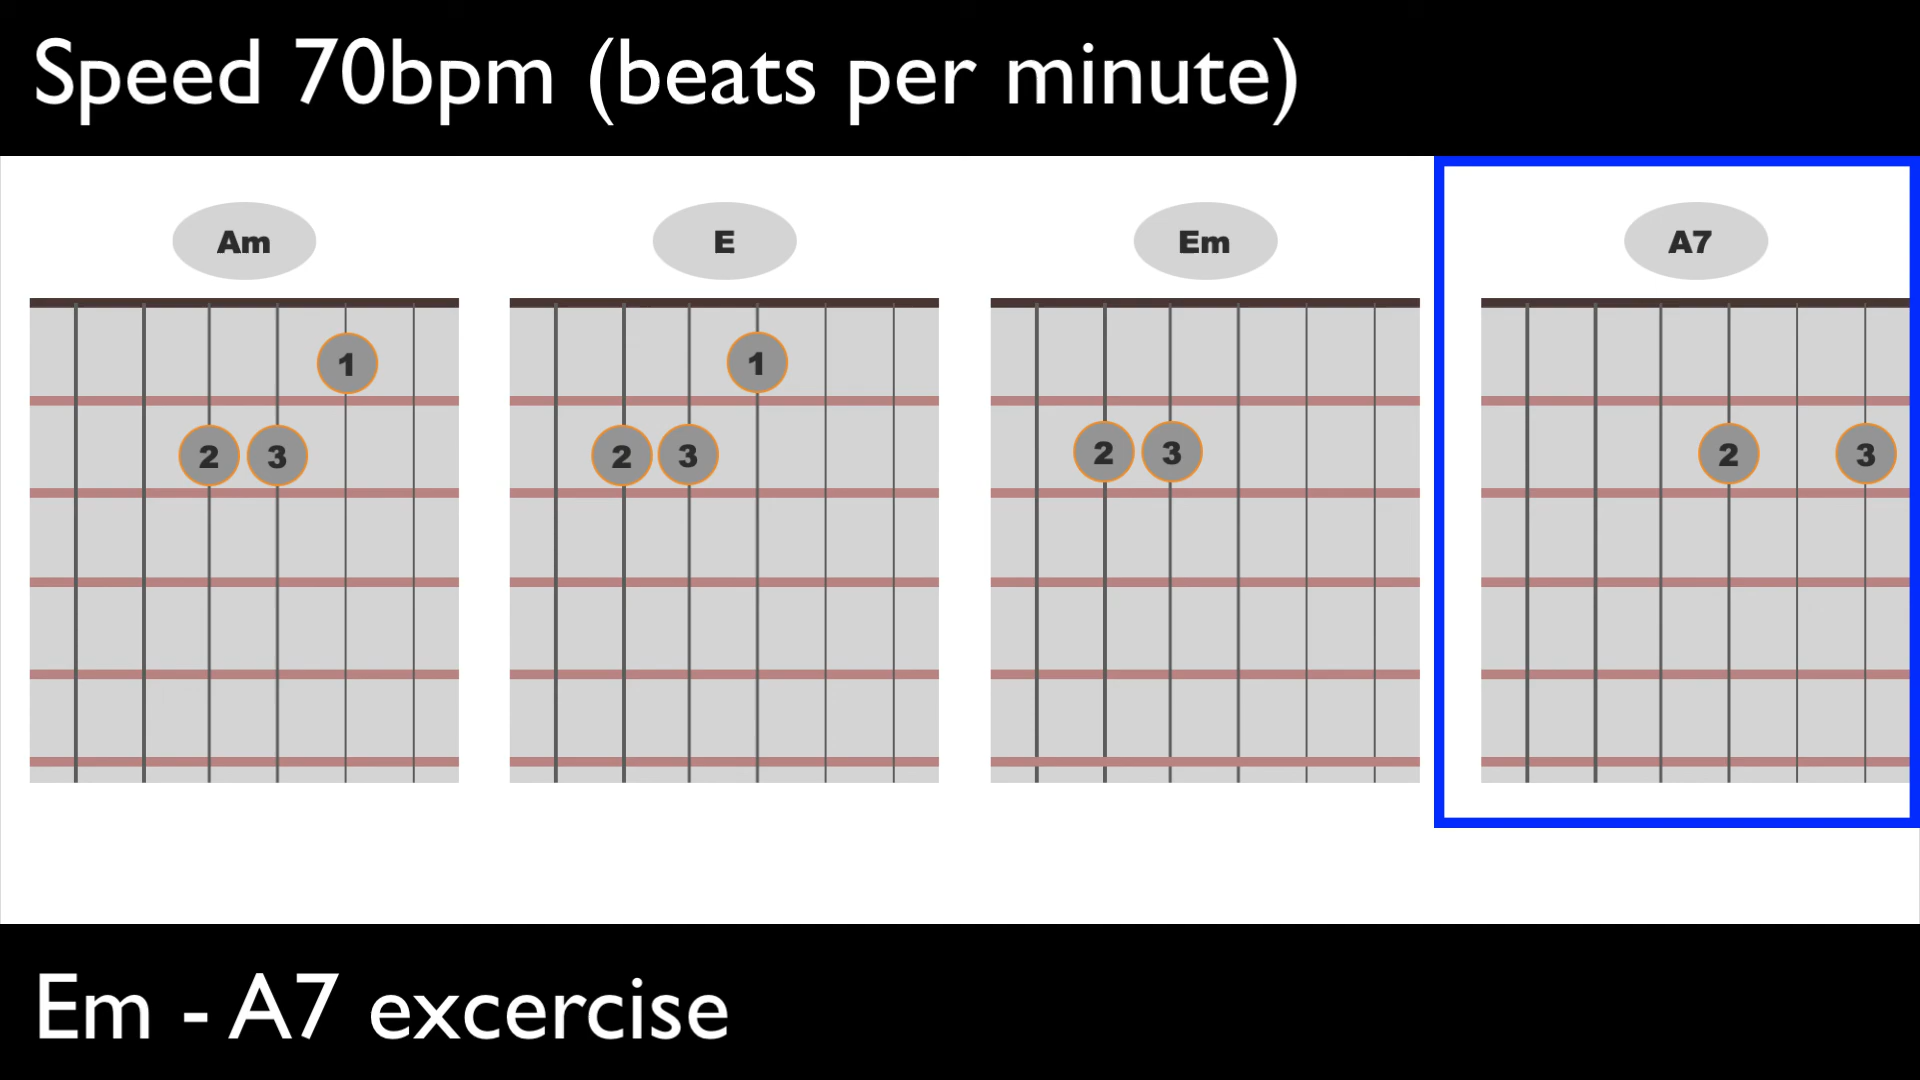 Speed 70bpm (beats per minute)
Am E Em A7
1 1
2 3 2 3 2 3 2 3
Em - A7 excercise